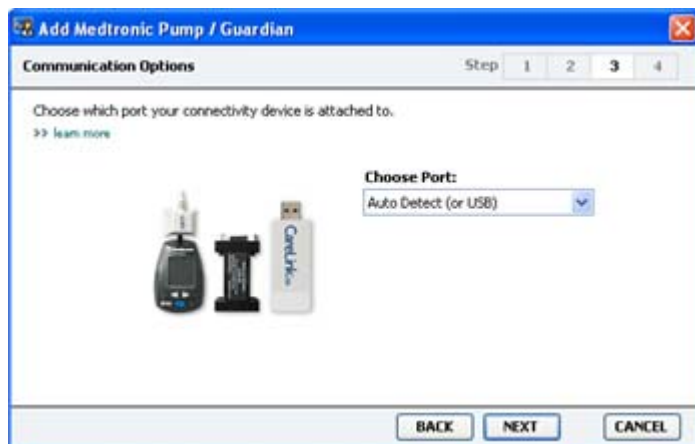 Add Medtronic Pump / Guardian
Communication Options
Step 1 2 3 4
Choose which port your connectivity device is attached to.
>> learn more
Choose Port:
Auto Detect (or USB)
CareLink
BACK NEXT CANCEL